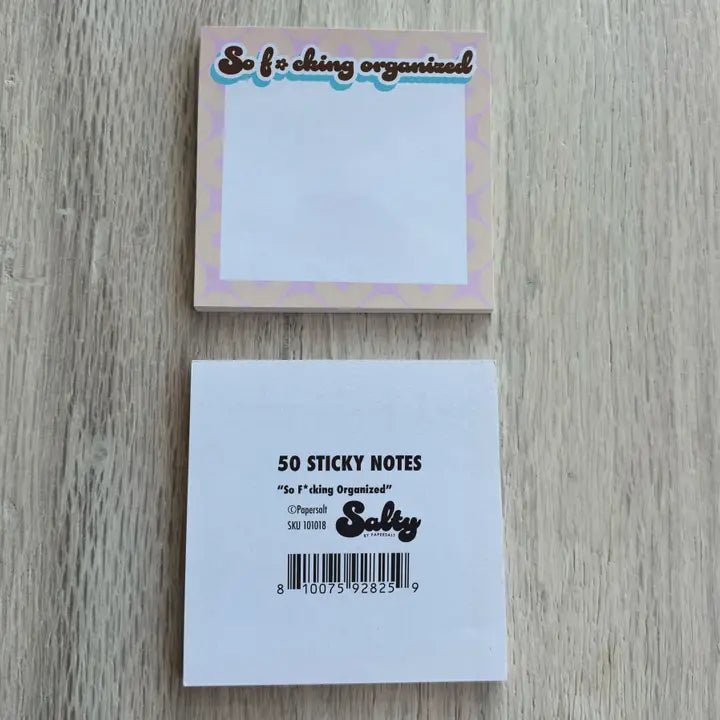 So f* cking organized
50 STICKY NOTES
“So F*cking Organized”
©Papersalt
SKU 101018
Salty
BY PAPERSALT
8 10075 92825 9